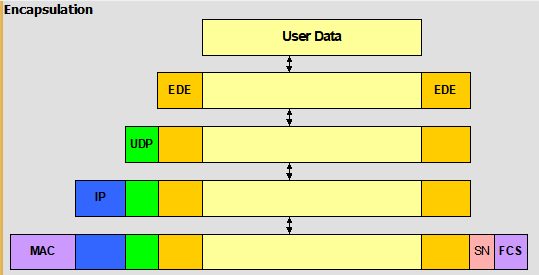 Encapsulation
User Data
EDE EDE
UDP
IP
MAC SN FCS